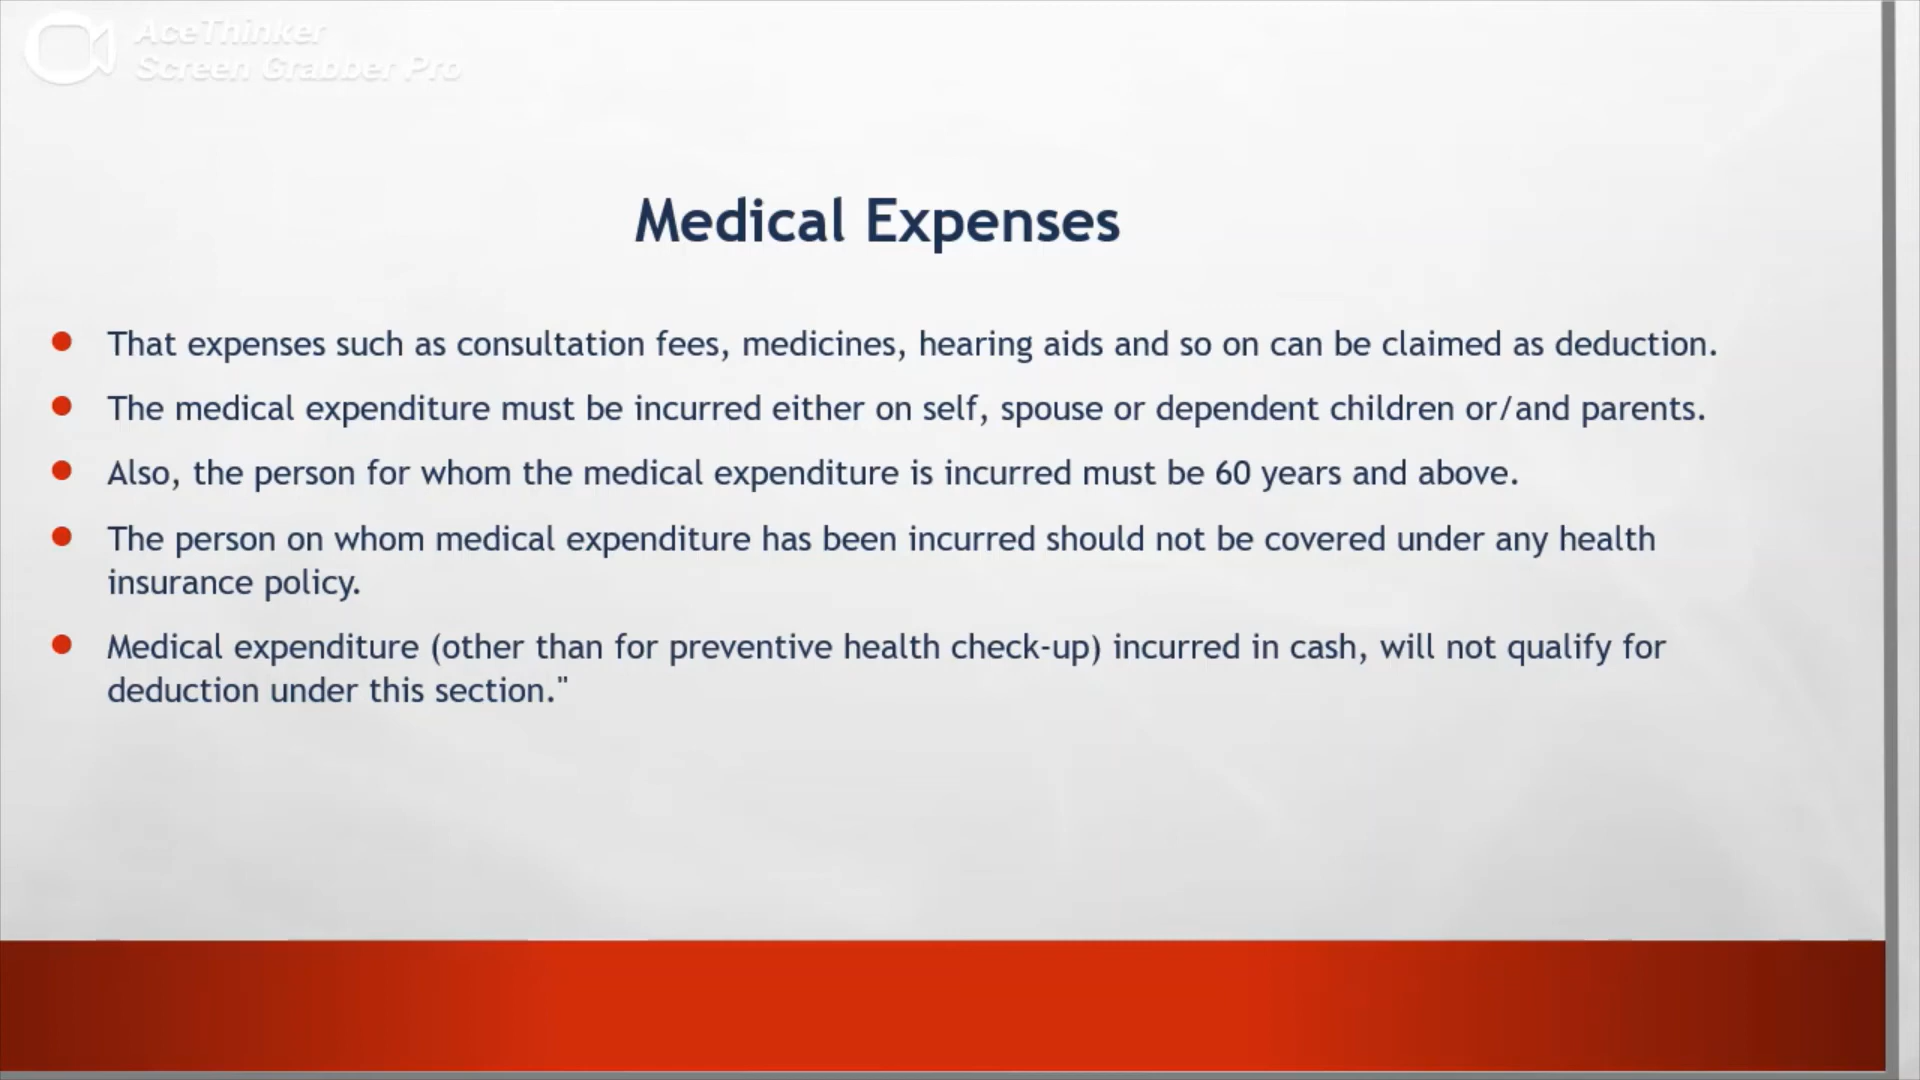 AceThinker
Screen Grabber Pro
Medical Expenses
That expenses such as consultation fees, medicines, hearing aids and so on can be claimed as deduction.
The medical expenditure must be incurred either on self, spouse or dependent children or/and parents.
Also, the person for whom the medical expenditure is incurred must be 60 years and above.
The person on whom medical expenditure has been incurred should not be covered under any health
insurance policy.
Medical expenditure (other than for preventive health check-up) incurred in cash, will not qualify for
deduction under this section."